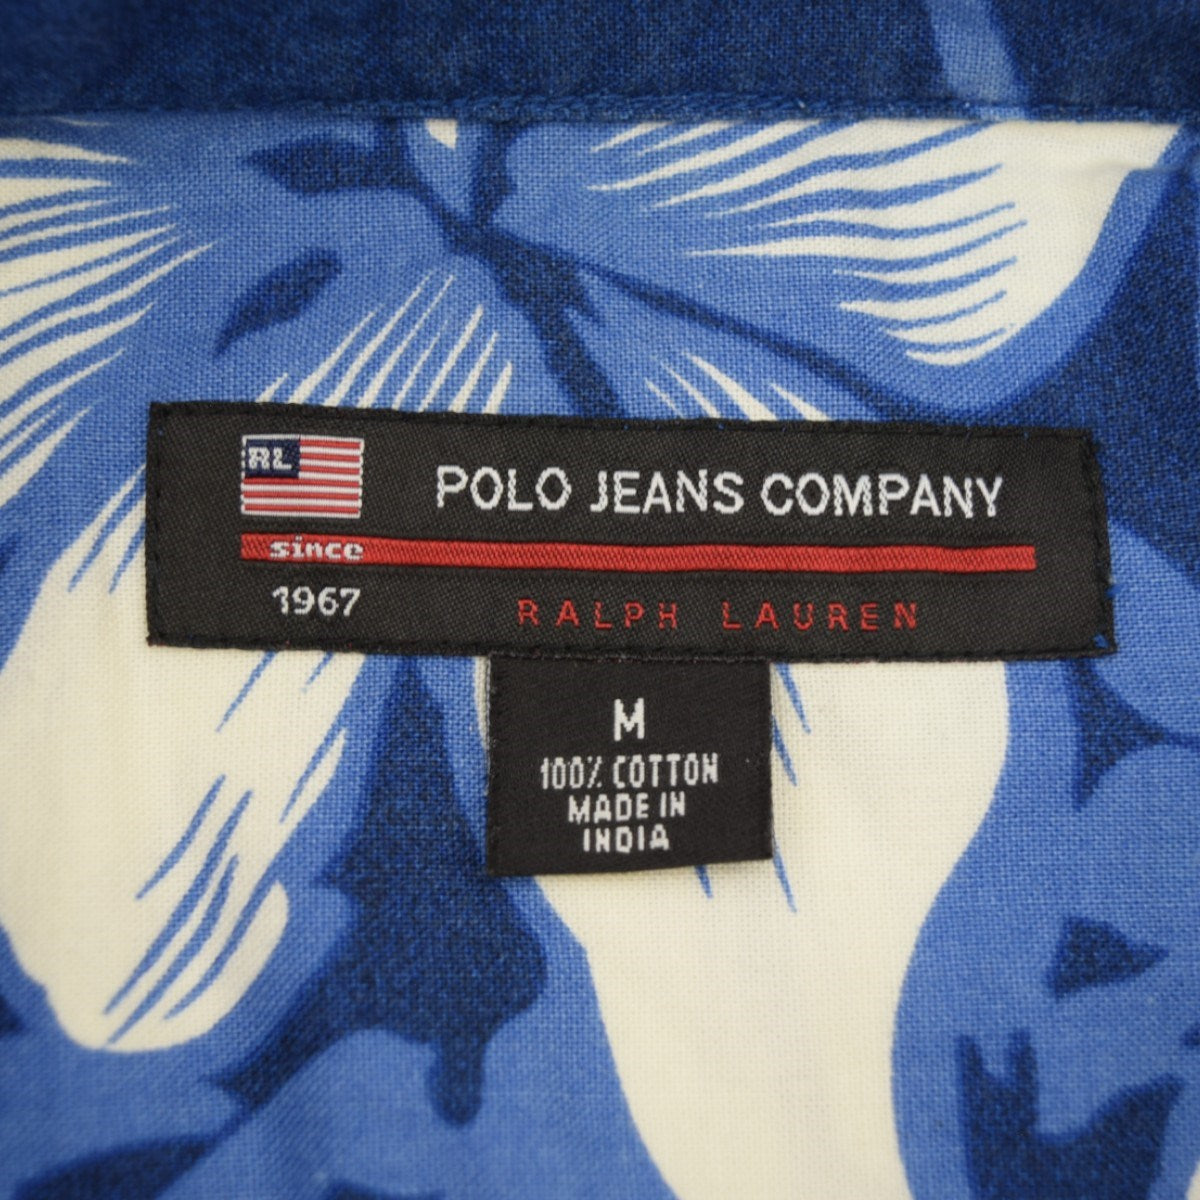 RL
POLO JEANS COMPANY
since
1967
RALPH LAUREN
M
100% COTTON
MADE IN
INDIA